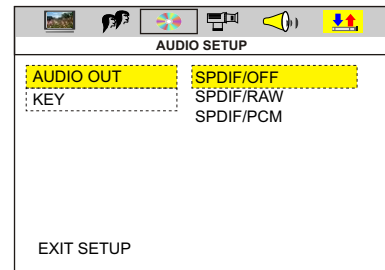 AUDIO SETUP
AUDIO OUT
KEY
SPDIF/OFF
SPDIF/RAW
SPDIF/PCM
EXIT SETUP